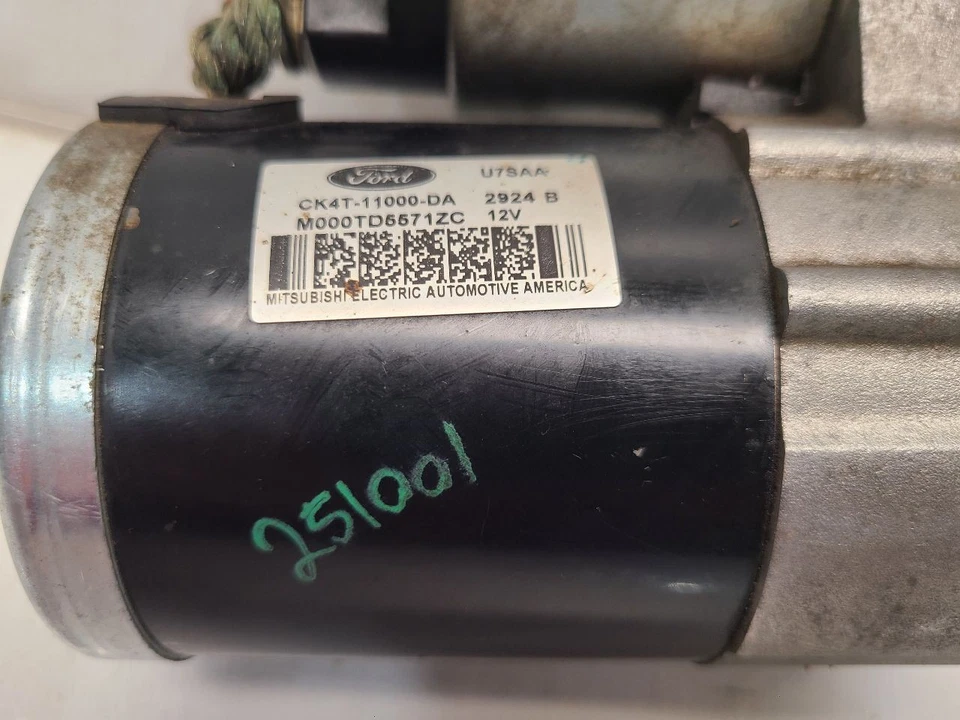 Ford U7SAA
CK4T-11000-DA 2924 B
M000TD5571ZC 12V
MITSUBISHI ELECTRIC AUTOMOTIVE AMERICA
251001